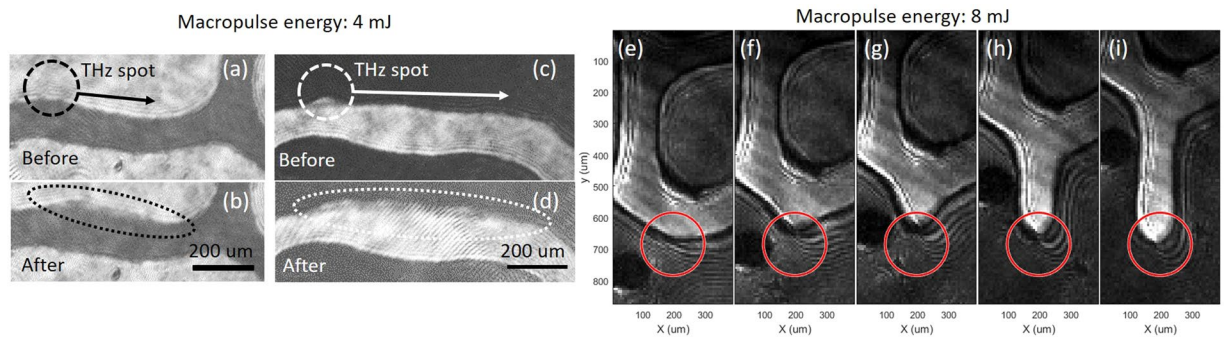 Macropulse energy: 4 mJ
THz spot
(a)
Before
(b)
After
200 um
THz spot
(c)
Before
(d)
After
200 um
Macropulse energy: 8 mJ
(e)
(f)
(g)
(h)
(i)
100
200
300
400
500
600
700
800
y (um)
100 200 300
100 200 300
100 200 300
100 200 300
100 200 300
X (um)
X (um)
X (um)
X (um)
X (um)